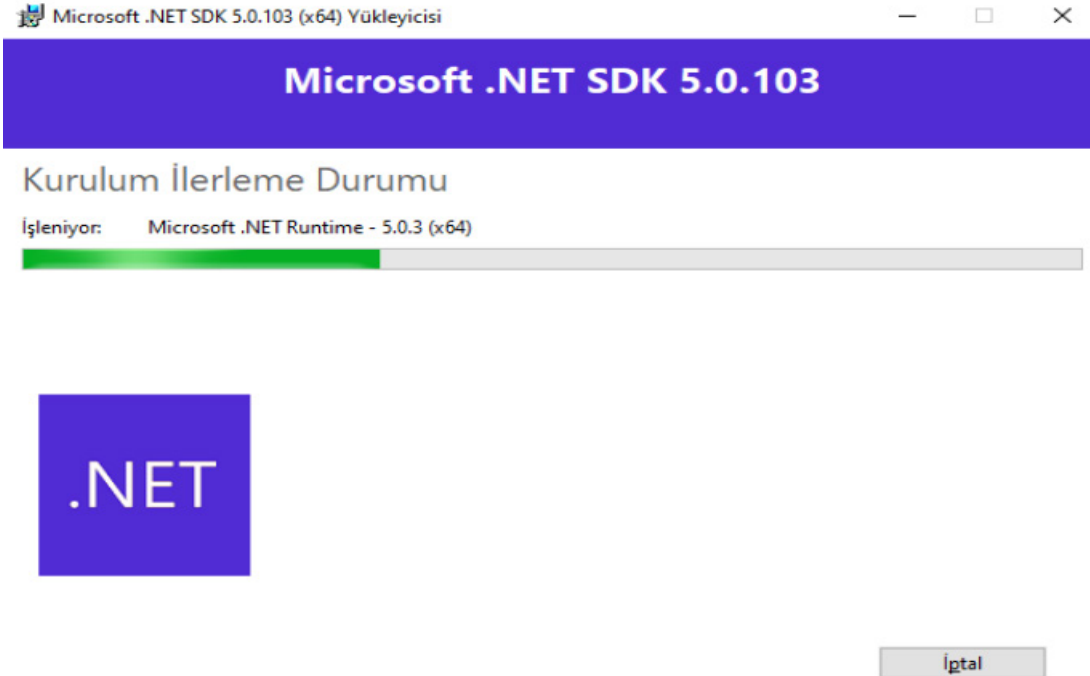 Microsoft .NET SDK 5.0.103 (x64) Yükleyicisi
Microsoft .NET SDK 5.0.103
Kurulum İlerleme Durumu
İşleniyor: Microsoft .NET Runtime - 5.0.3 (x64)
.NET
İptal